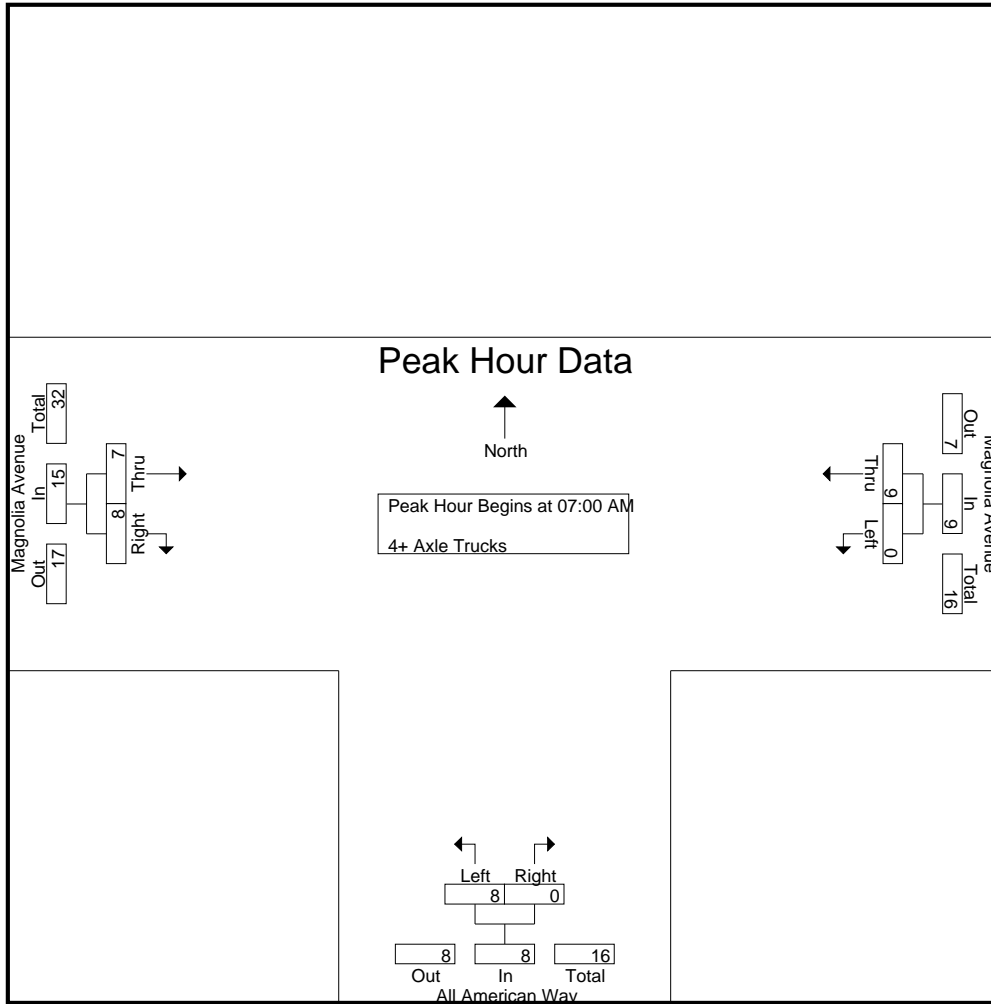 Peak Hour Data
North
Peak Hour Begins at 07:00 AM
4+ Axle Trucks
Magnolia Avenue
Total
32
In
15
Out
17
7
Thru
8
Right
Magnolia Avenue
Out
7
In
9
Total
16
Thru
9
Left
0
Left
Right
8
0
8
8
16
Out
In
Total
All American Way